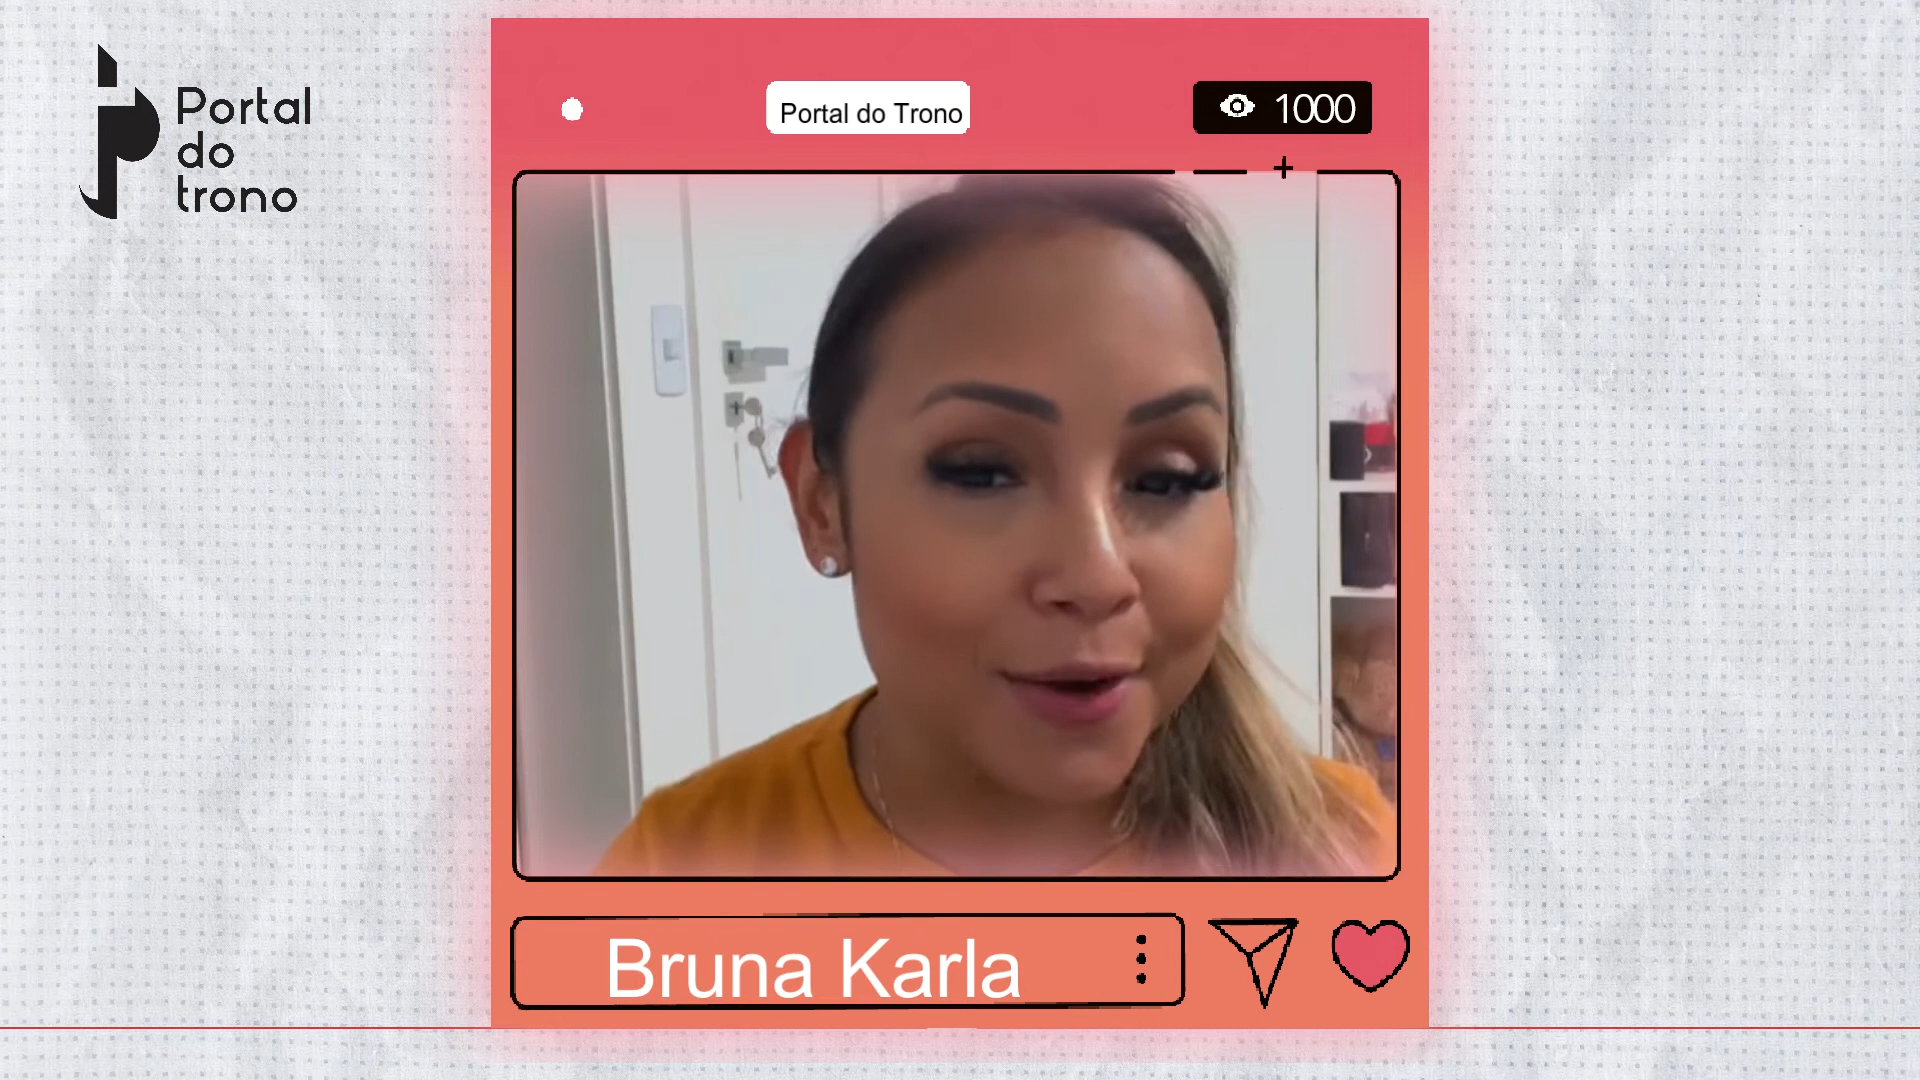 Portal
do
trono
Portal do Trono
1000
Bruna Karla